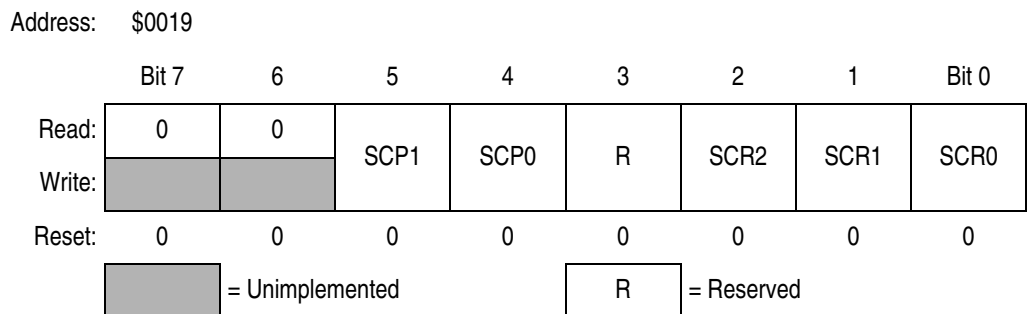 Address: $0019
Bit 7 6 5 4 3 2 1 Bit 0
Read: 0 0 SCP1 SCP0 R SCR2 SCR1 SCR0
Write:
Reset: 0 0 0 0 0 0 0 0
= Unimplemented R = Reserved